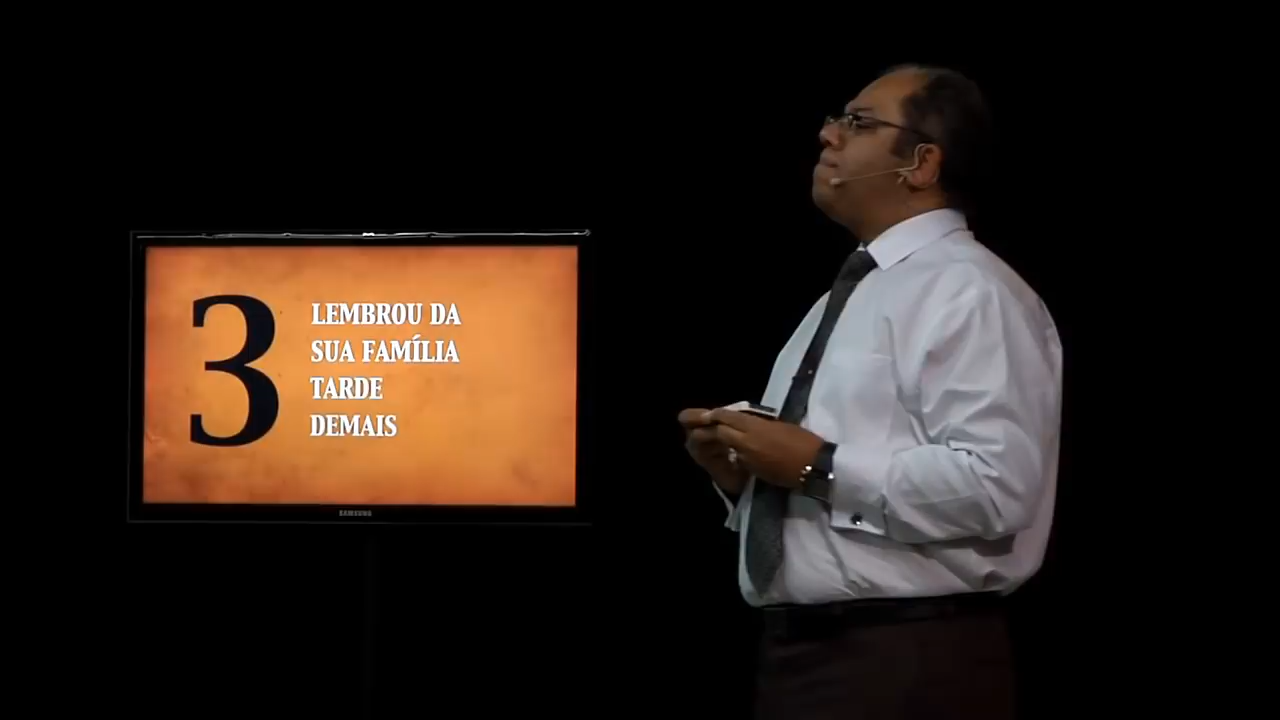 3
LEMBROU DA
SUA FAMÍLIA
TARDE
DEMAIS
SAMSUNG